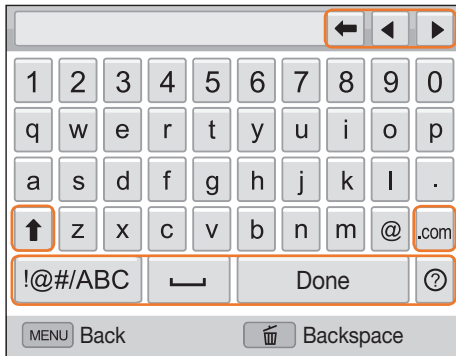 1 2 3 4 5 6 7 8 9 0
q w e r t y u i o p
a s d f g h j k l .
z x c v b n m @ .com
!@#/ABC Done ?
MENU Back Backspace